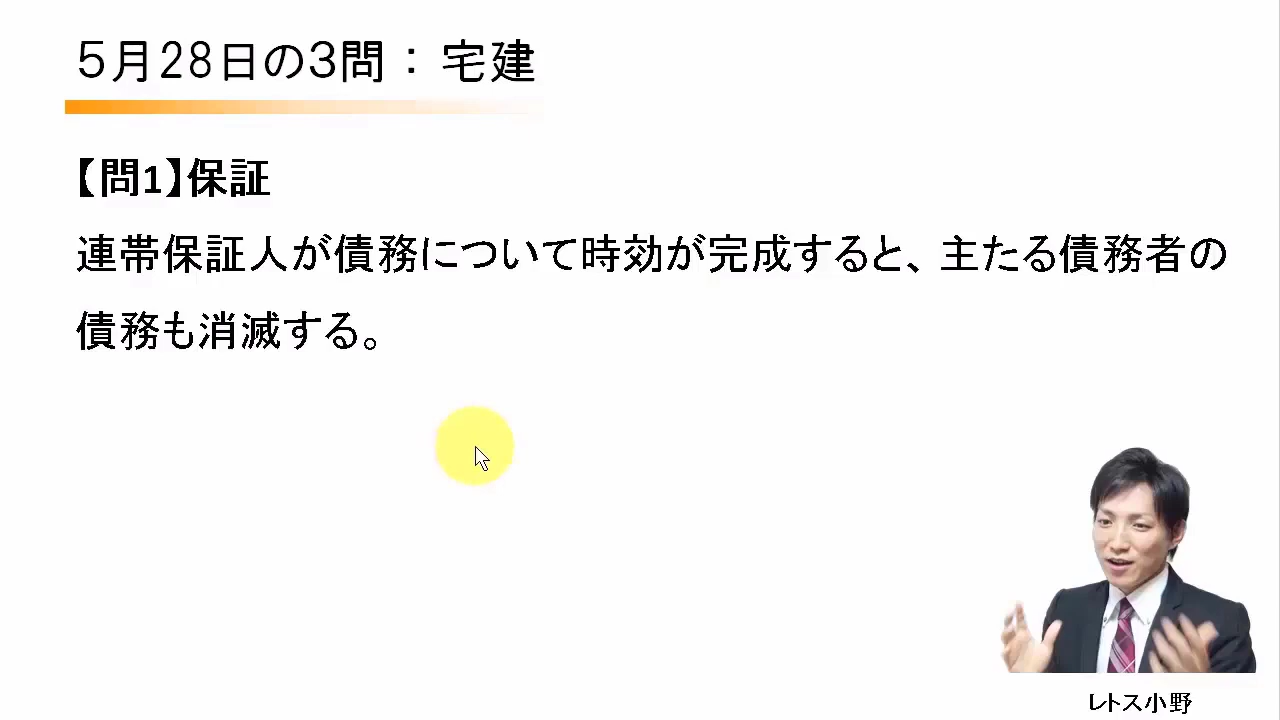 5月28日の3問：宅建
【問1】保証
連帯保証人が債務について時効が完成すると、主たる債務者の
債務も消滅する。
レトス小野